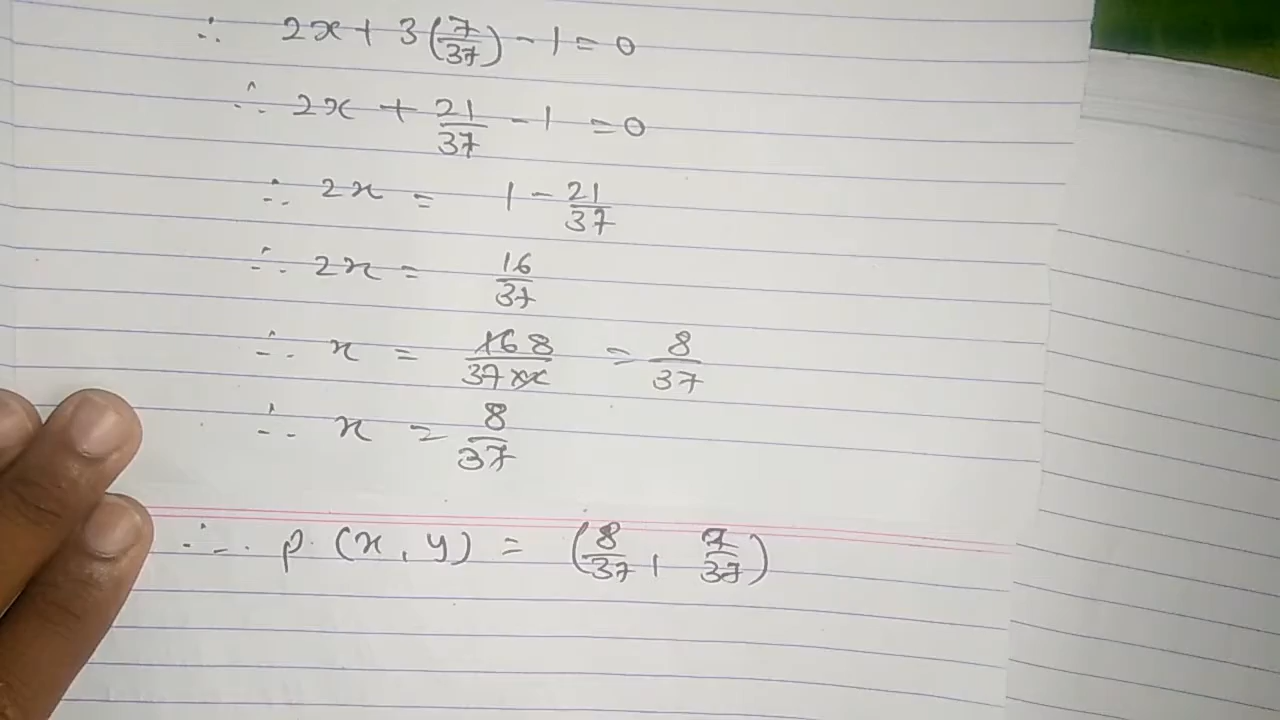 ∴ 2x + 3(7/37) - 1 = 0
∴ 2x + 21/37 - 1 = 0
∴ 2x = 1 - 21/37
∴ 2x = 16/37
∴ x = 16 8/37×2 = 8/37
∴ x = 8/37
∴ P (x, y) = (8/37, 7/37)